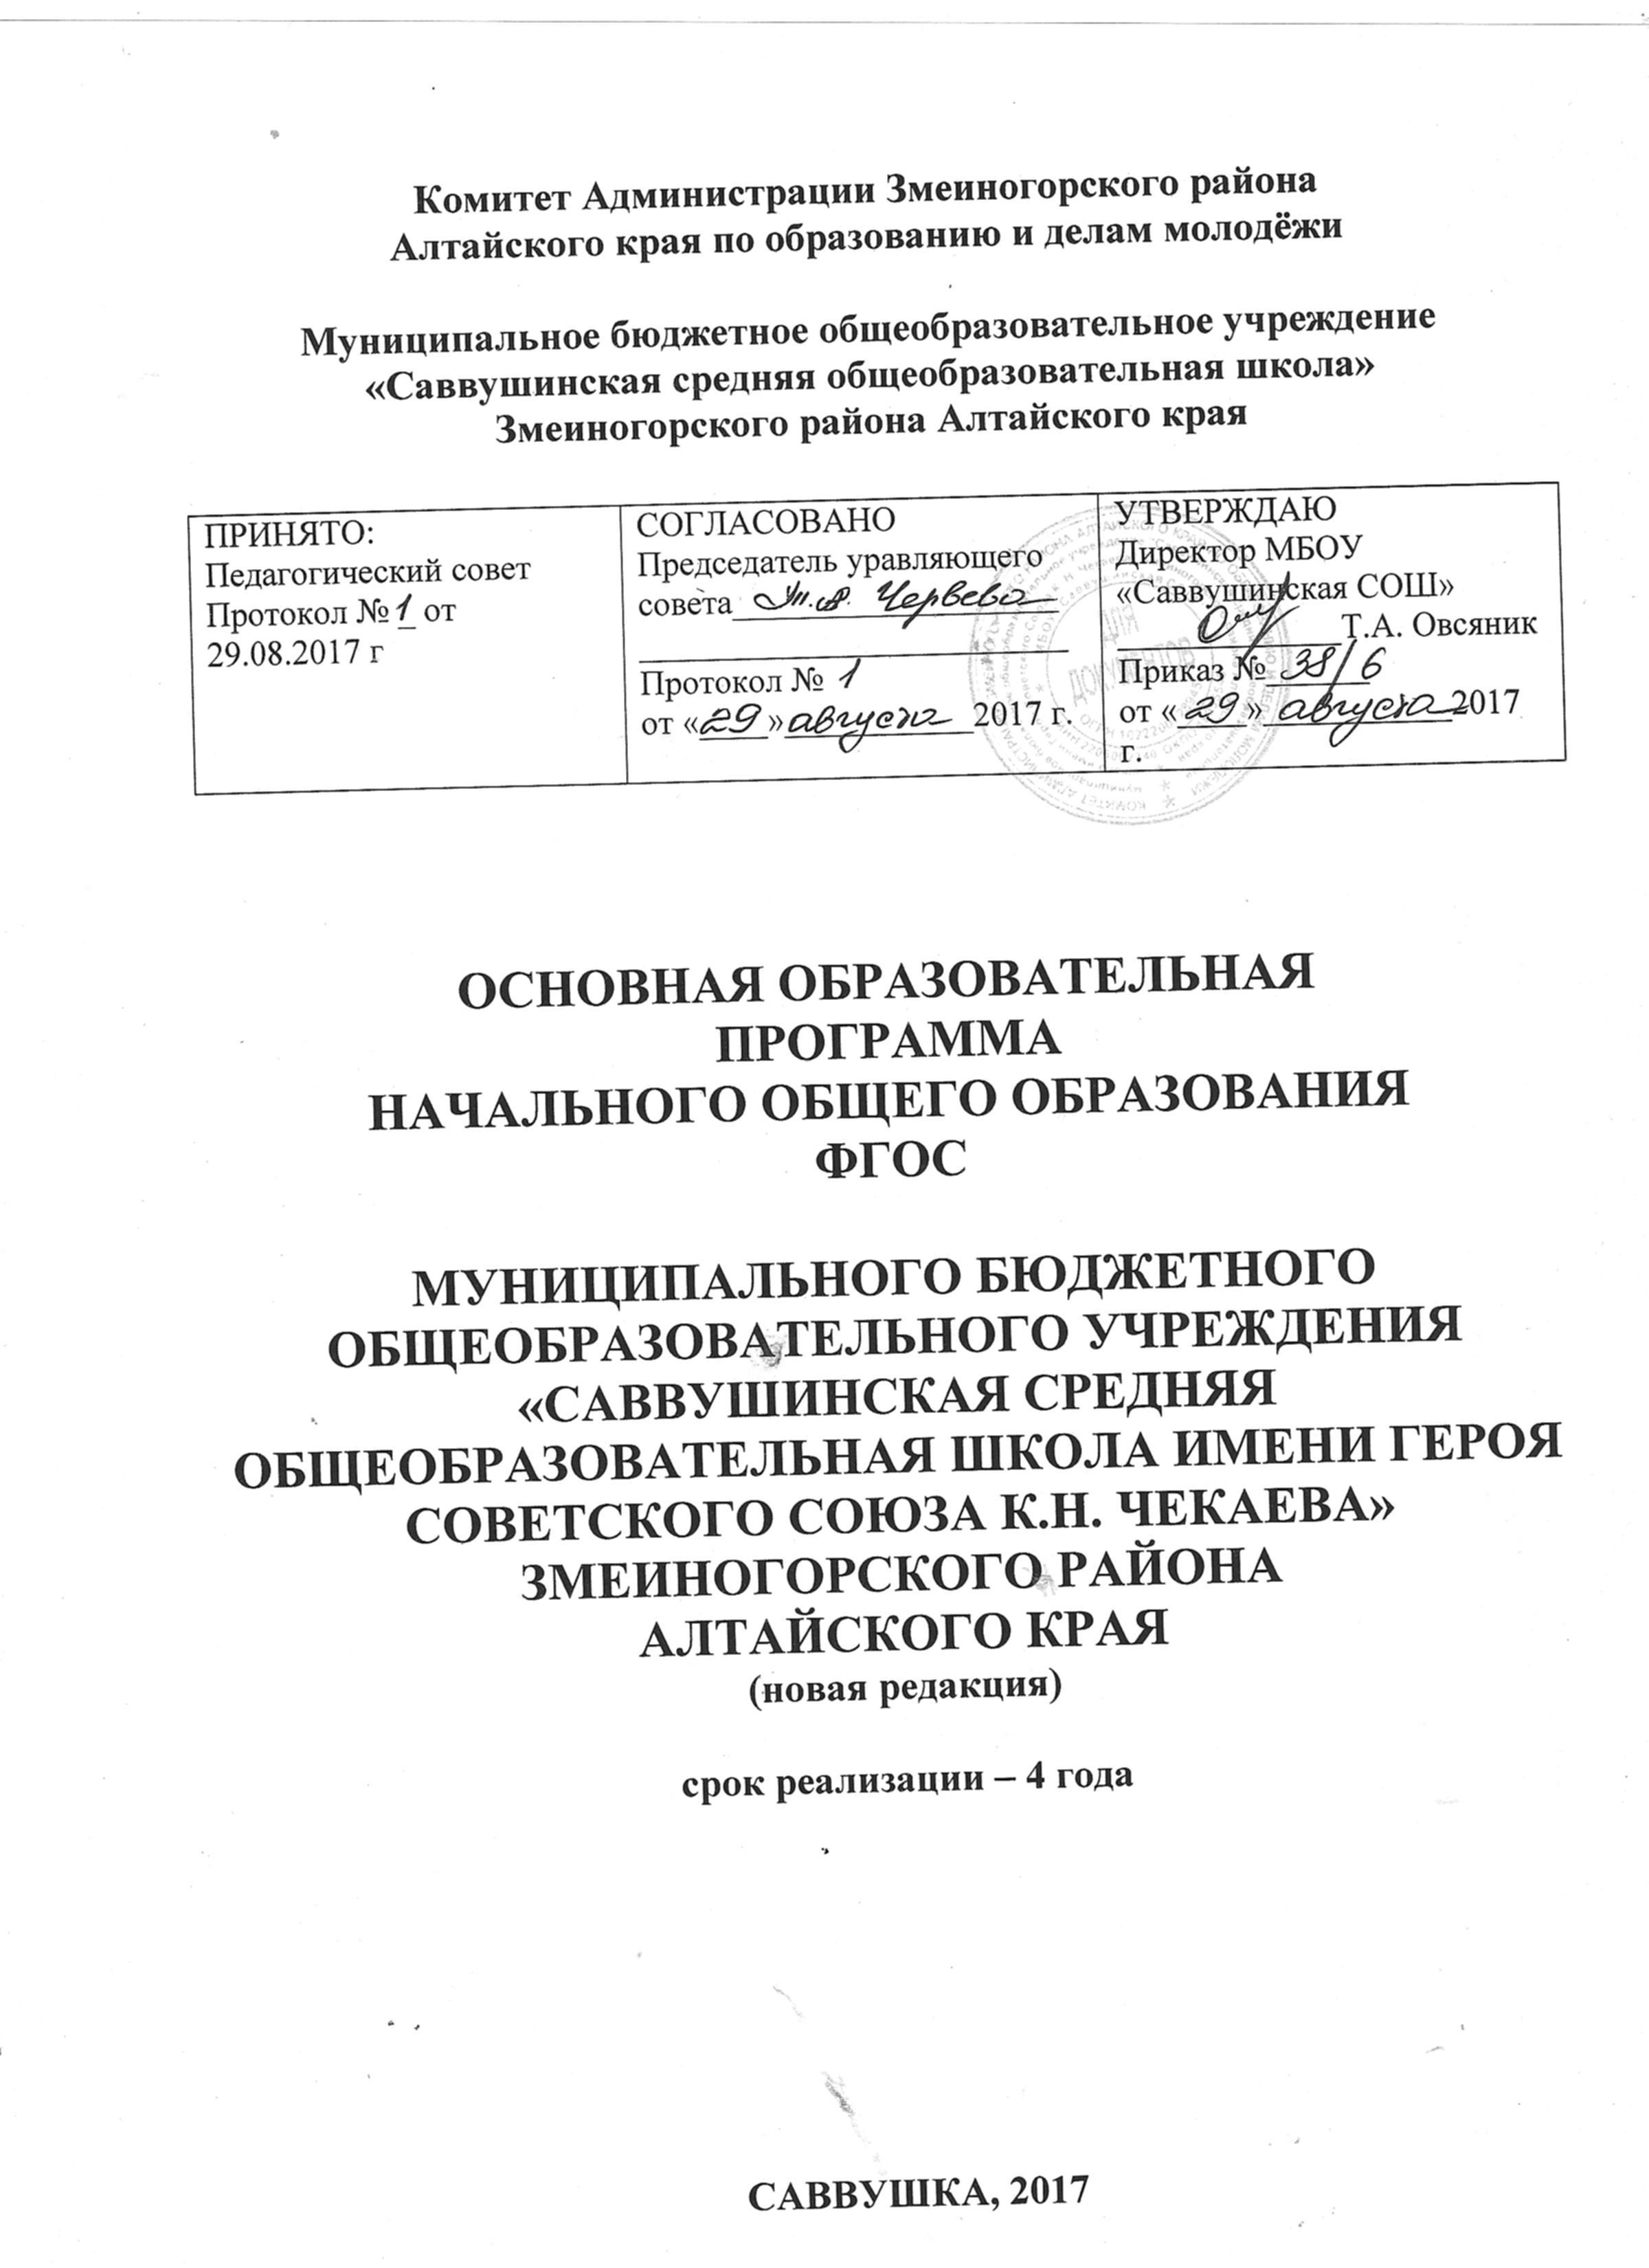 Комитет Администрации Змеиногорского района
Алтайского края по образованию и делам молодёжи
Муниципальное бюджетное общеобразовательное учреждение
«Саввушинская средняя общеобразовательная школа»
Змеиногорского района Алтайского края
ПРИНЯТО:
Педагогический совет
Протокол № 1 от
29.08.2017 г
СОГЛАСОВАНО
Председатель уравляющего
совета
Протокол № 1
от «29» августа 2017 г.
УТВЕРЖДАЮ
Директор МБОУ
«Саввушинская СОШ»
Т.А. Овсяник
Приказ № 38/6
от «29» августа 2017
г.
ДЛЯ
ДОКУМЕНТОВ
ОСНОВНАЯ ОБРАЗОВАТЕЛЬНАЯ
ПРОГРАММА
НАЧАЛЬНОГО ОБЩЕГО ОБРАЗОВАНИЯ
ФГОС
МУНИЦИПАЛЬНОГО БЮДЖЕТНОГО
ОБЩЕОБРАЗОВАТЕЛЬНОГО УЧРЕЖДЕНИЯ
«САВВУШИНСКАЯ СРЕДНЯЯ
ОБЩЕОБРАЗОВАТЕЛЬНАЯ ШКОЛА ИМЕНИ ГЕРОЯ
СОВЕТСКОГО СОЮЗА К.Н. ЧЕКАЕВА»
ЗМЕИНОГОРСКОГО РАЙОНА
АЛТАЙСКОГО КРАЯ
(новая редакция)
срок реализации – 4 года
САВВУШКА, 2017